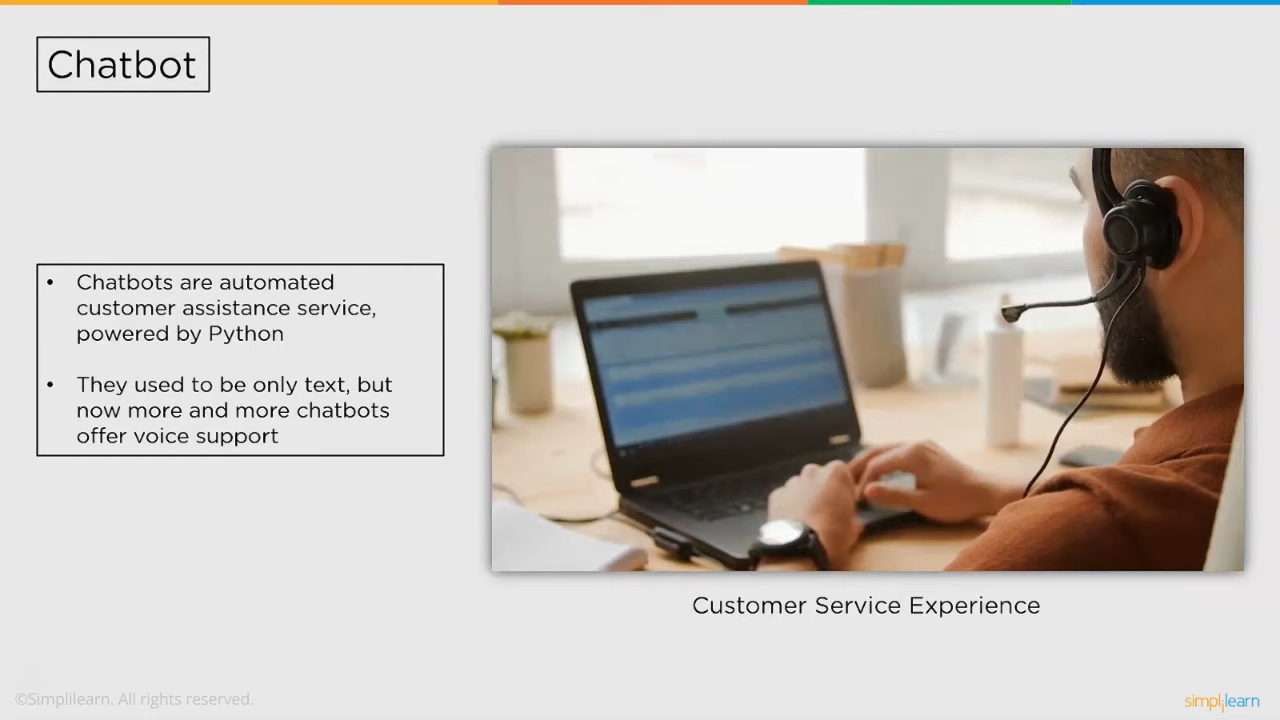 Chatbot
• Chatbots are automated
customer assistance service,
powered by Python
• They used to be only text, but
now more and more chatbots
offer voice support
Customer Service Experience
©Simplilearn. All rights reserved.
simplilearn